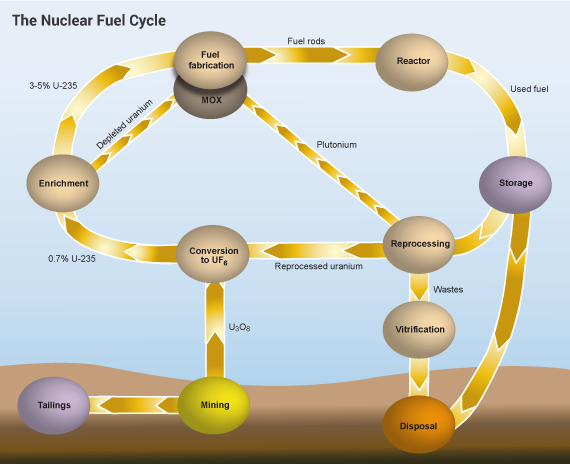 The Nuclear Fuel Cycle
Fuel
fabrication
MOX
Fuel rods
Reactor
3-5% U-235
Used fuel
Depleted uranium
Plutonium
Enrichment
Storage
0.7% U-235
Conversion
to UF₆
Reprocessed uranium
Reprocessing
Wastes
U₃O₈
Vitrification
Tailings
Mining
Disposal